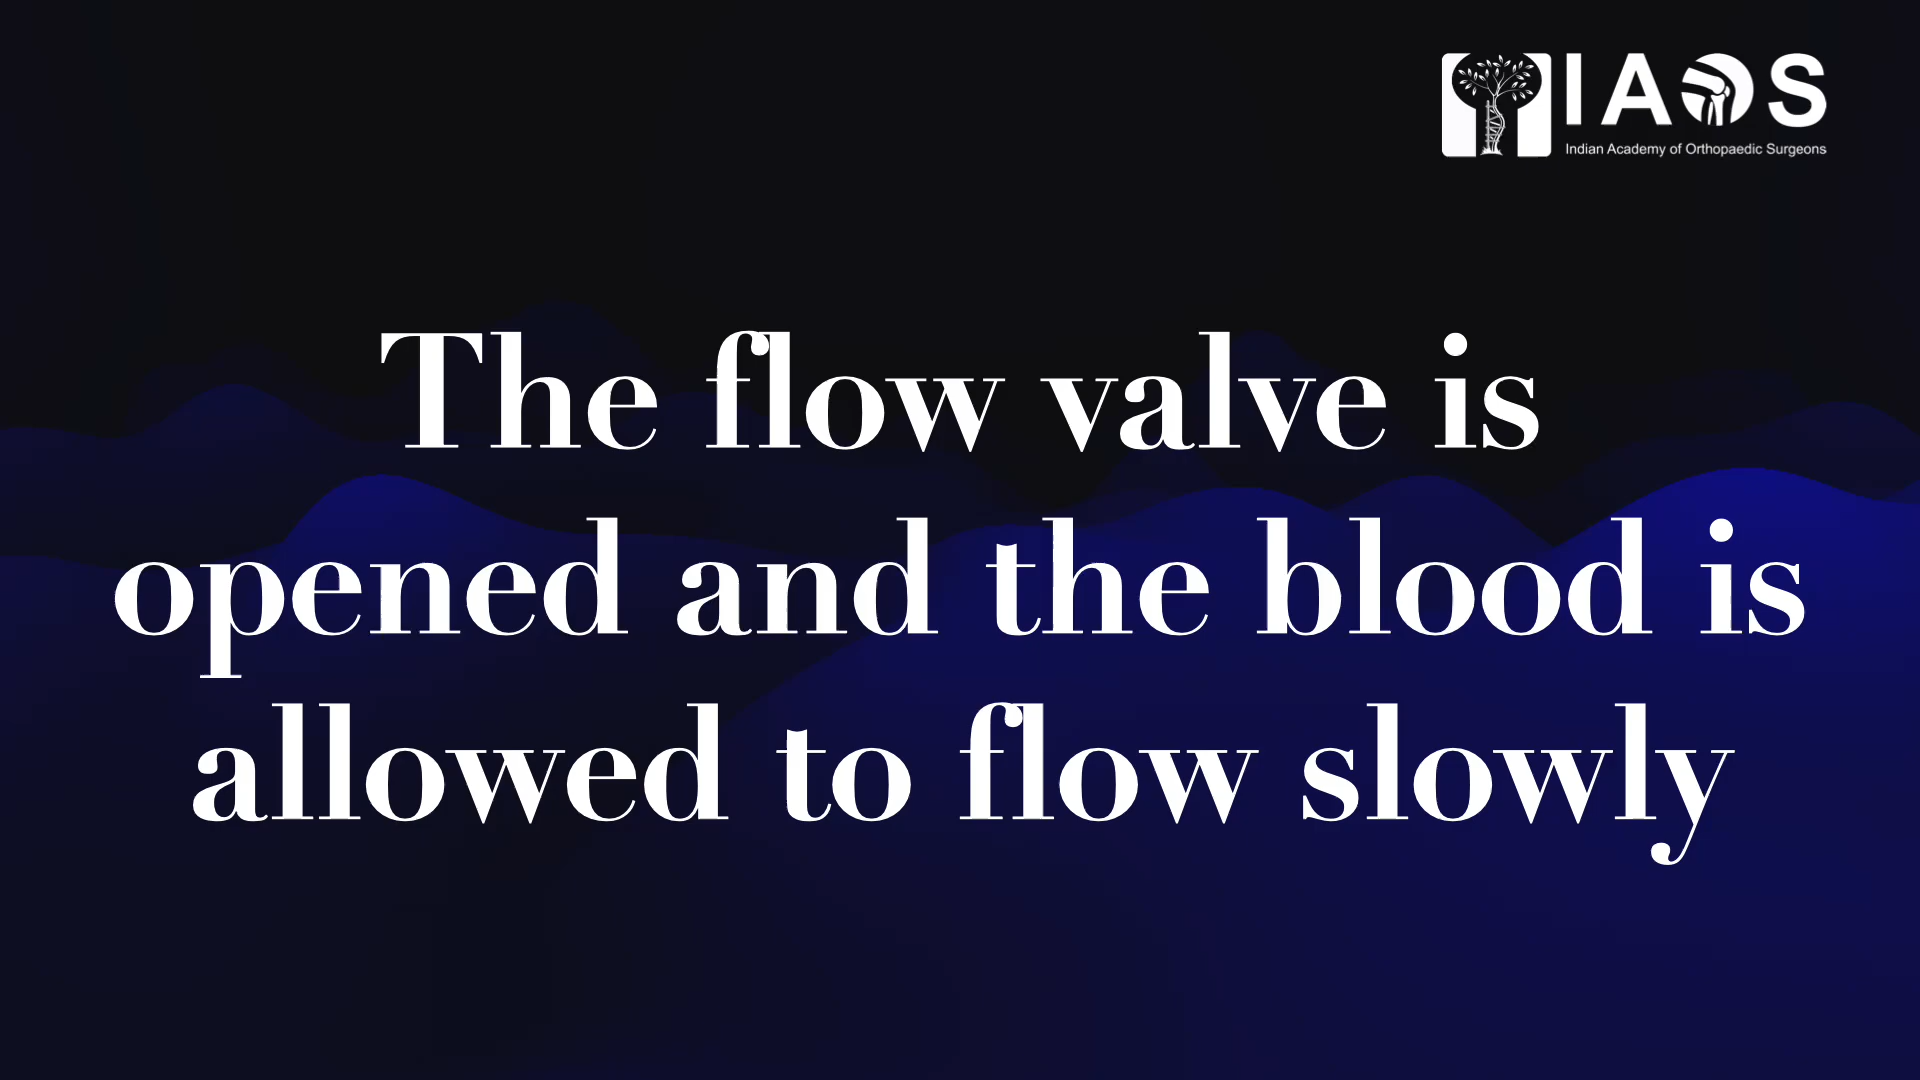 IAOS
Indian Academy of Orthopaedic Surgeons
The flow valve is
opened and the blood is
allowed to flow slowly